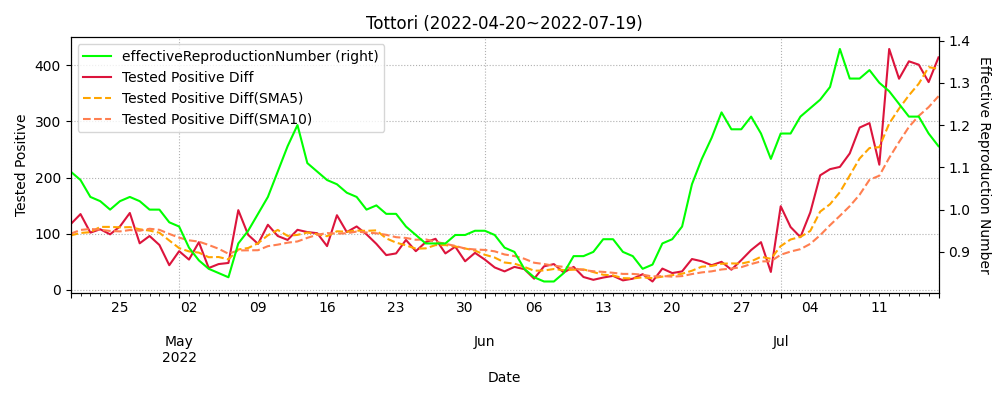 Tottori (2022-04-20~2022-07-19)
effectiveReproductionNumber (right)
Tested Positive Diff
Tested Positive Diff(SMA5)
Tested Positive Diff(SMA10)
Tested Positive
400
300
200
100
0
1.4
1.3
1.2
1.1
1.0
0.9
Effective Reproduction Number
25 02 09 16 23 30 06 13 20 27 04 11
May Jun Jul
2022
Date